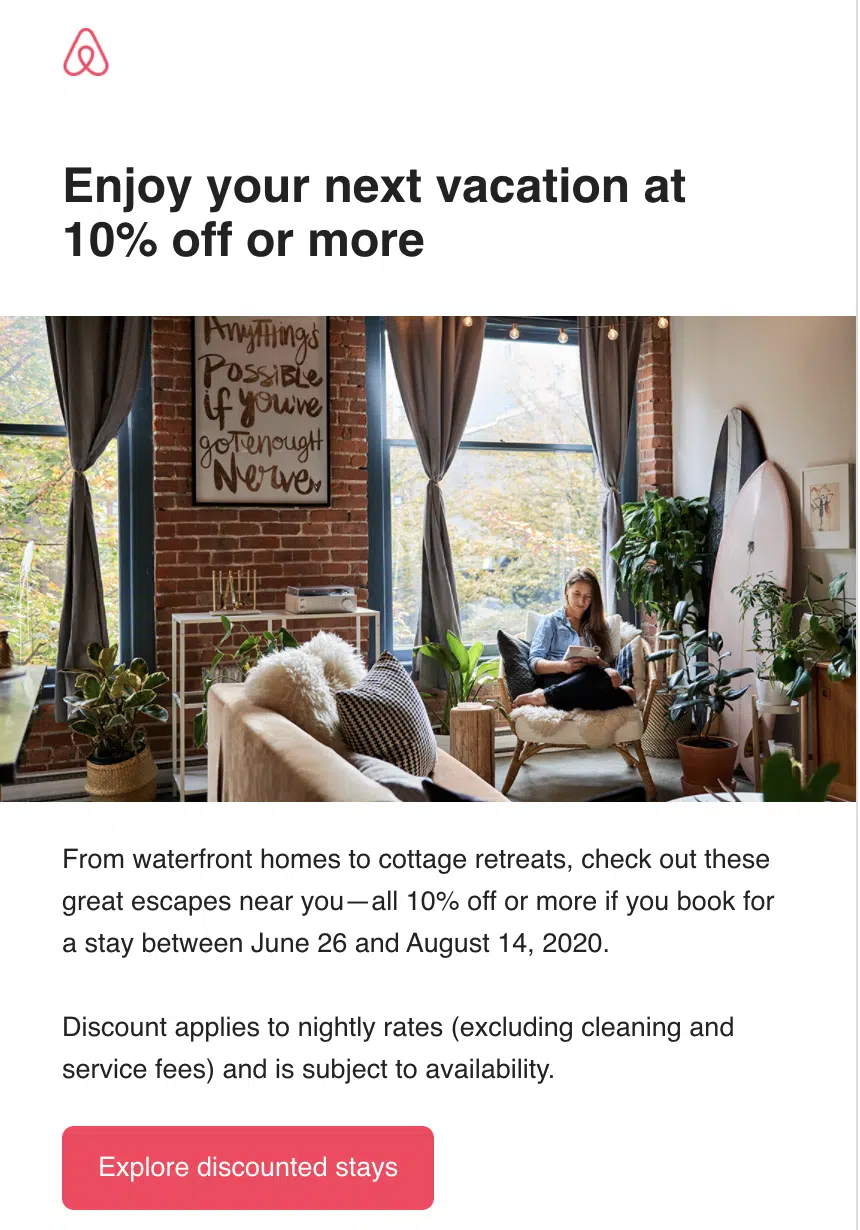 Enjoy your next vacation at
10% off or more
Anything's
Possible
if you've
got enough
Nerve
From waterfront homes to cottage retreats, check out these
great escapes near you—all 10% off or more if you book for
a stay between June 26 and August 14, 2020.
Discount applies to nightly rates (excluding cleaning and
service fees) and is subject to availability.
Explore discounted stays